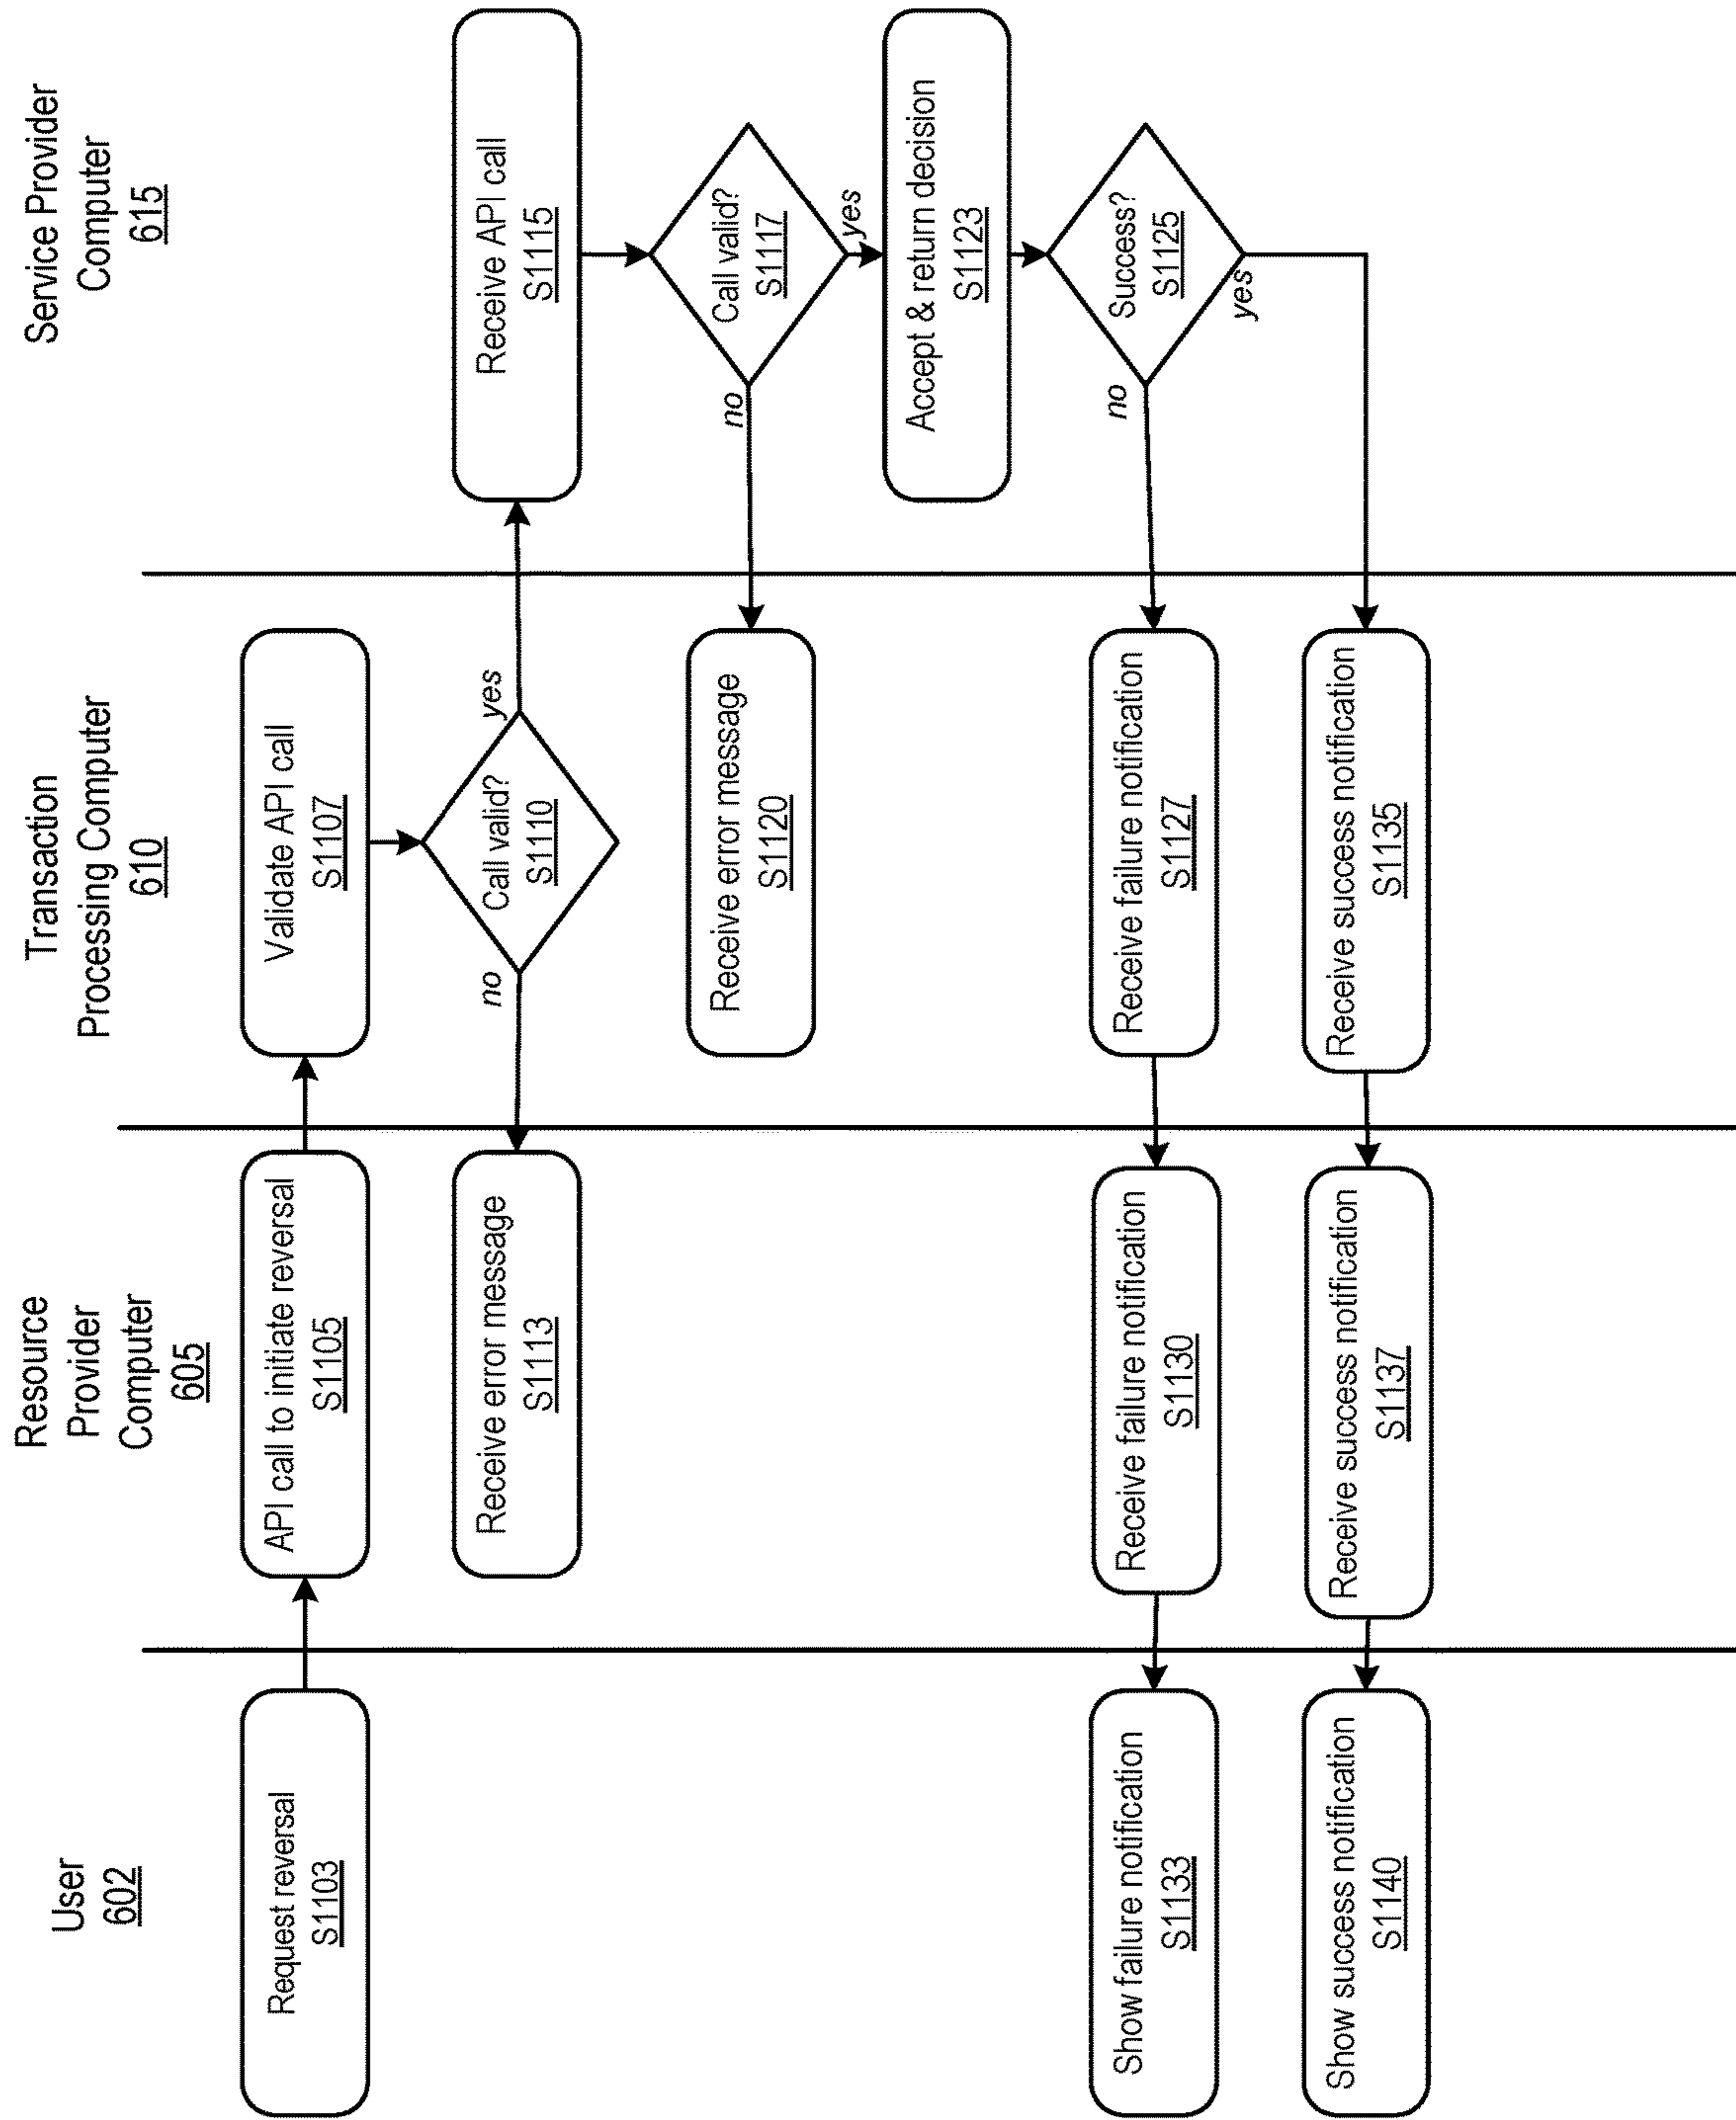 User
602
Resource
Provider
Computer
605
Transaction
Processing Computer
610
Service Provider
Computer
615
Request reversal
S1103
API call to initiate reversal
S1105
Validate API call
S1107
Call valid?
S1110
no
yes
Receive error message
S1113
Receive API call
S1115
Call valid?
S1117
no
yes
Receive error message
S1120
Accept & return decision
S1123
Success?
S1125
no
yes
Receive failure notification
S1127
Receive failure notification
S1130
Show failure notification
S1133
Receive success notification
S1135
Receive success notification
S1137
Show success notification
S1140